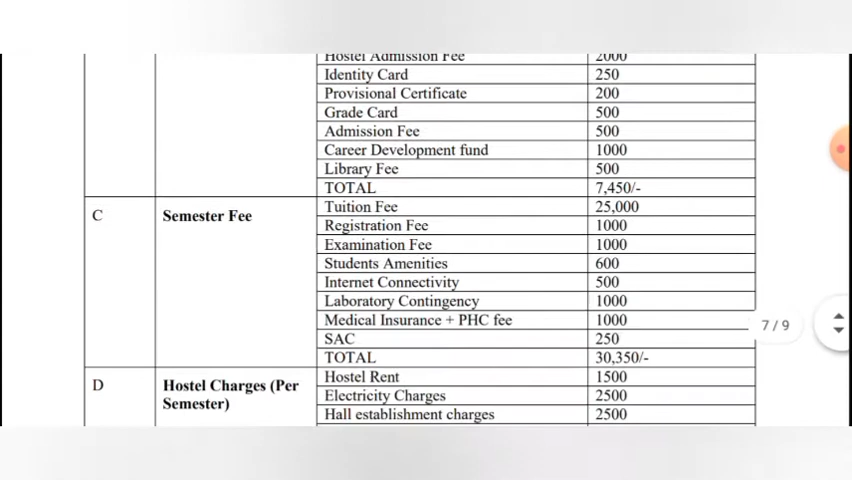 Hostel Admission Fee 2000
Identity Card 250
Provisional Certificate 200
Grade Card 500
Admission Fee 500
Career Development fund 1000
Library Fee 500
TOTAL 7,450/-
C Semester Fee Tuition Fee 25,000
Registration Fee 1000
Examination Fee 1000
Students Amenities 600
Internet Connectivity 500
Laboratory Contingency 1000
Medical Insurance + PHC fee 1000
7 / 9
SAC 250
TOTAL 30,350/-
D Hostel Charges (Per Semester) Hostel Rent 1500
Electricity Charges 2500
Hall establishment charges 2500